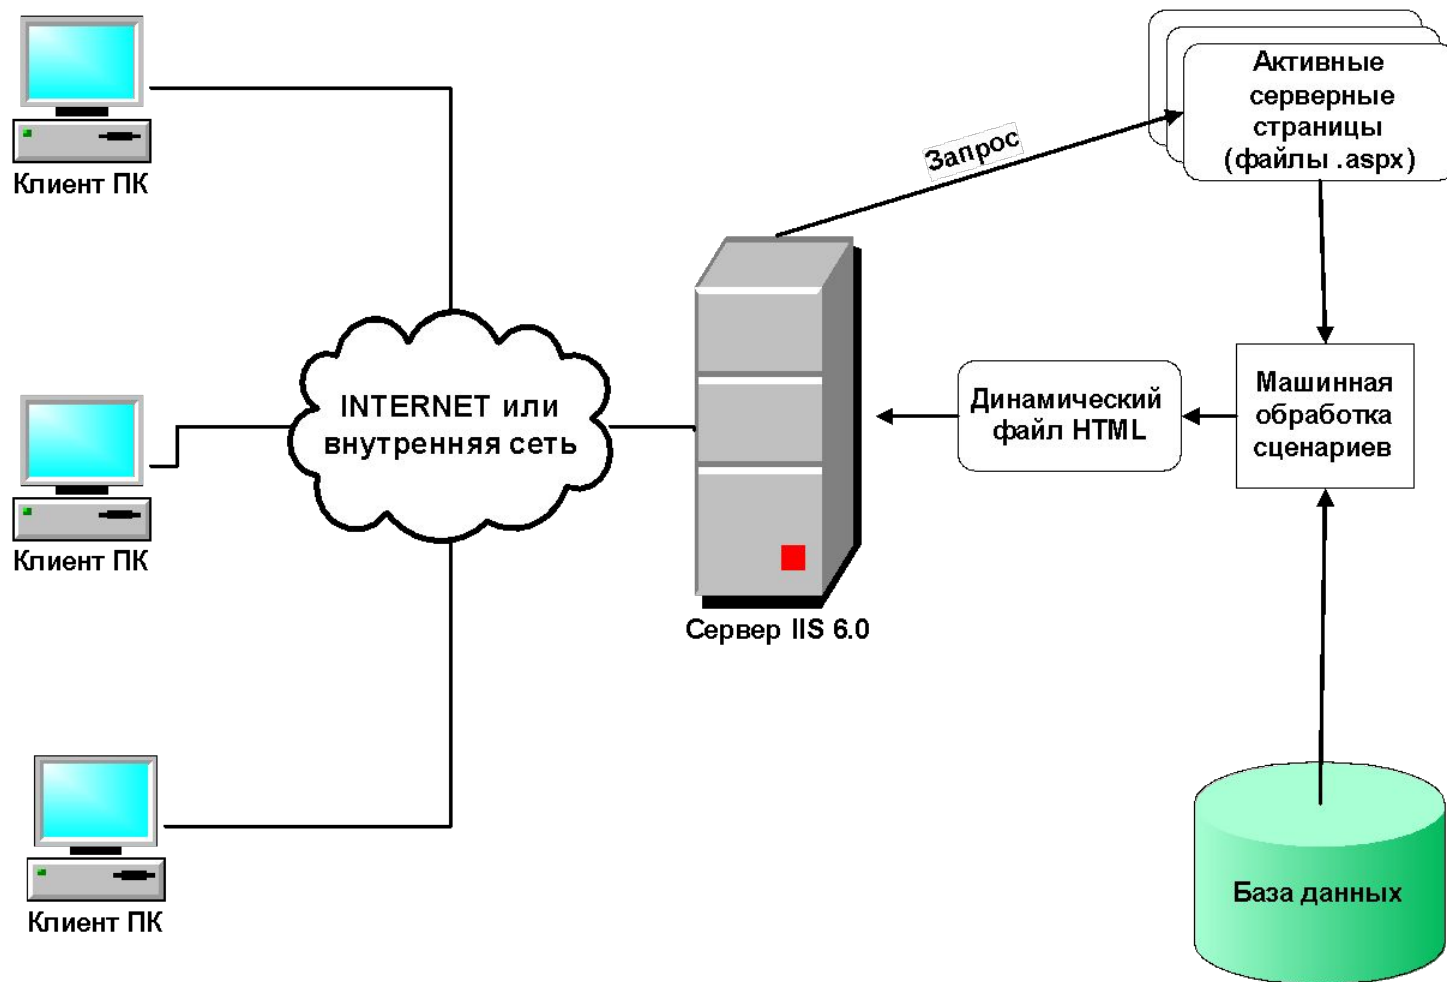 Клиент ПК
Активные
серверные
страницы
(файлы .aspx)
Запрос
INTERNET или
внутренняя сеть
Динамический
файл HTML
Машинная
обработка
сценариев
Клиент ПК
Сервер IIS 6.0
База данных
Клиент ПК